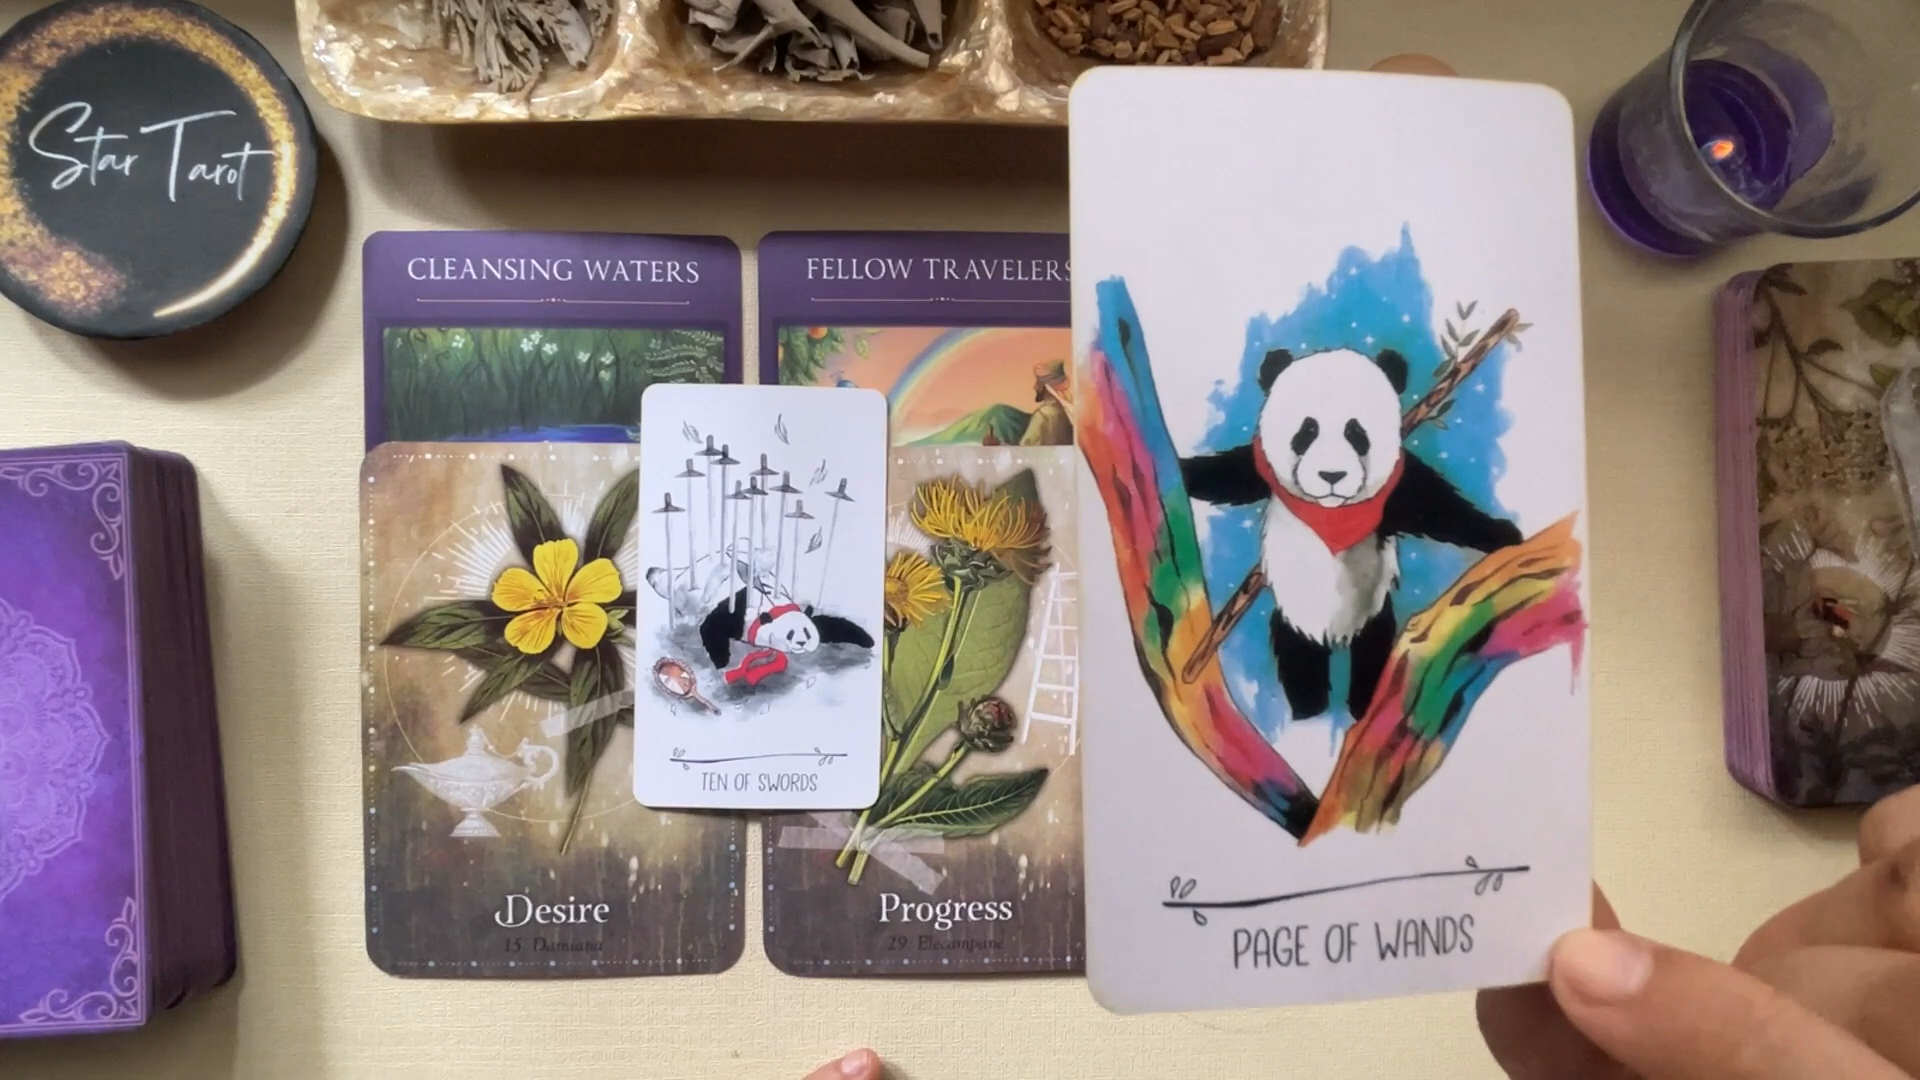 Star Tarot
CLEANSING WATERS
FELLOW TRAVELERS
TEN OF SWORDS
Desire
15. Damiana
Progress
29. Elecampane
PAGE OF WANDS